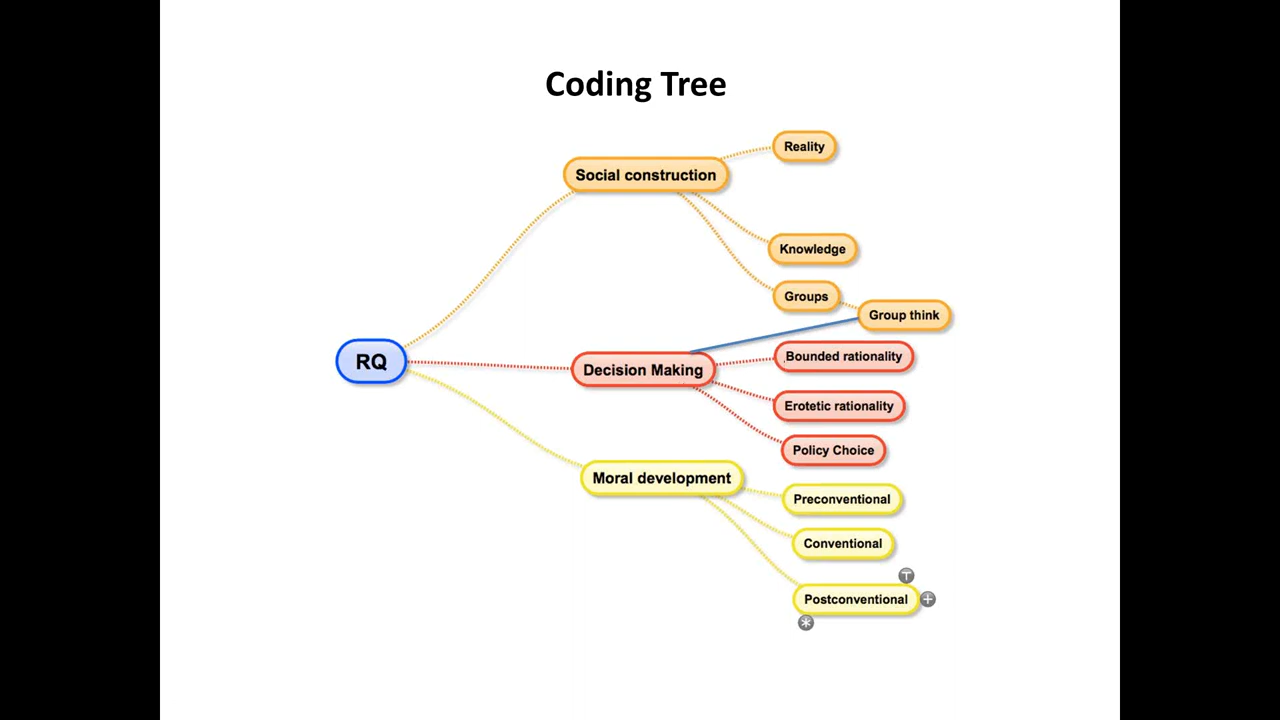 Coding Tree
Reality
Social construction
Knowledge
Groups
Group think
RQ
Decision Making
Bounded rationality
Erotetic rationality
Policy Choice
Moral development
Preconventional
Conventional
Postconventional